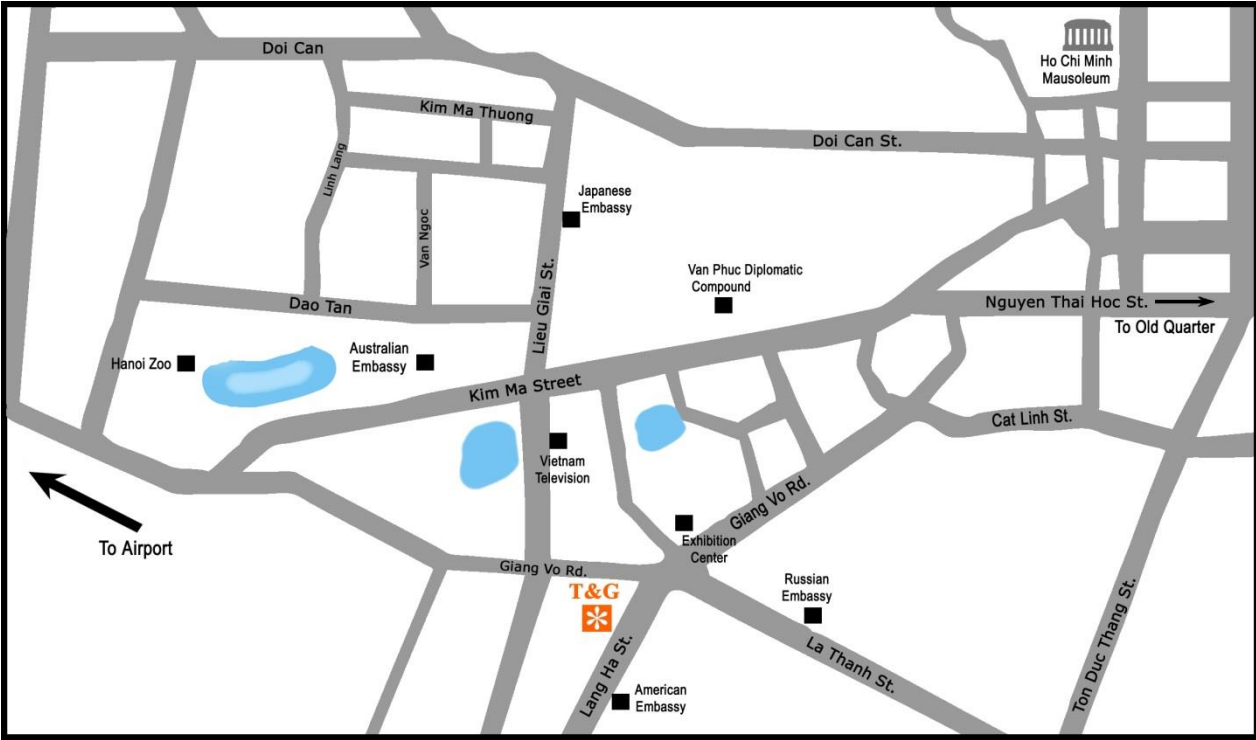 Doi Can
Ho Chi Minh
Mausoleum
Kim Ma Thuong
Doi Can St.
Linh Lang
Japanese
Embassy
Van Ngoc
Lieu Giai St.
Van Phuc Diplomatic
Compound
Dao Tan
Nguyen Thai Hoc St.
To Old Quarter
Hanoi Zoo
Australian
Embassy
Kim Ma Street
Cat Linh St.
Vietnam
Television
Giang Vo Rd.
Exhibition
Center
To Airport
Giang Vo Rd.
T&G
Russian
Embassy
Lang Ha St.
La Thanh St.
Ton Duc Thang St.
American
Embassy